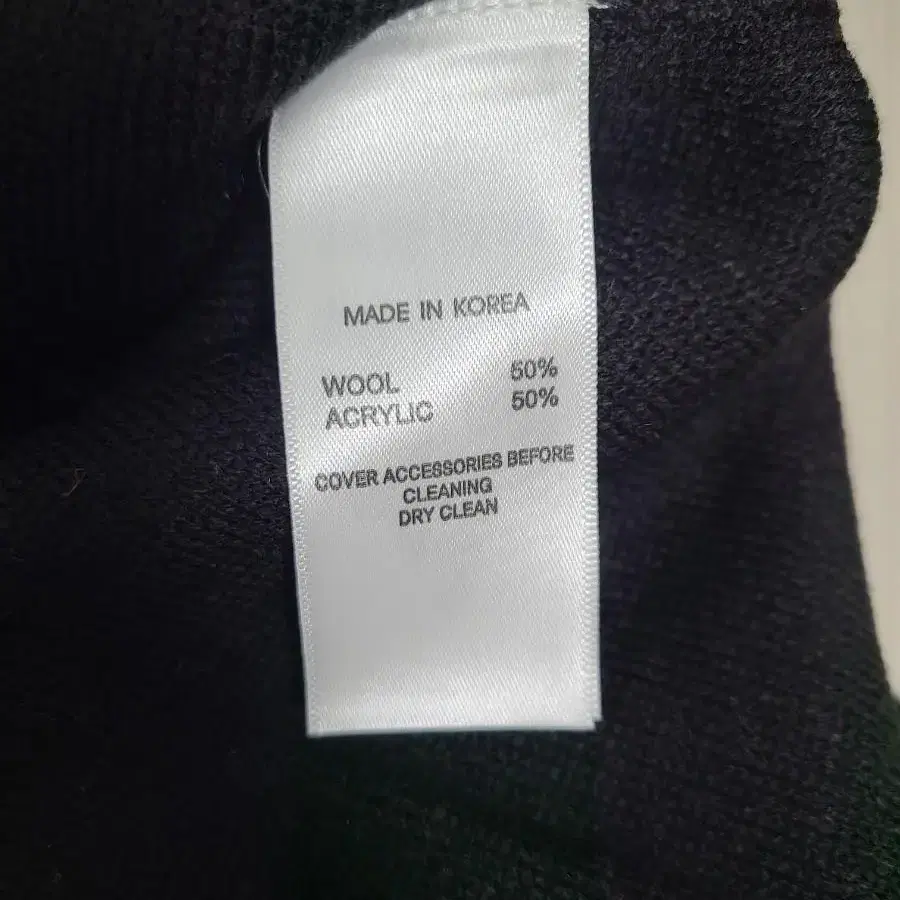 MADE IN KOREA
WOOL 50%
ACRYLIC 50%
COVER ACCESSORIES BEFORE
CLEANING
DRY CLEAN